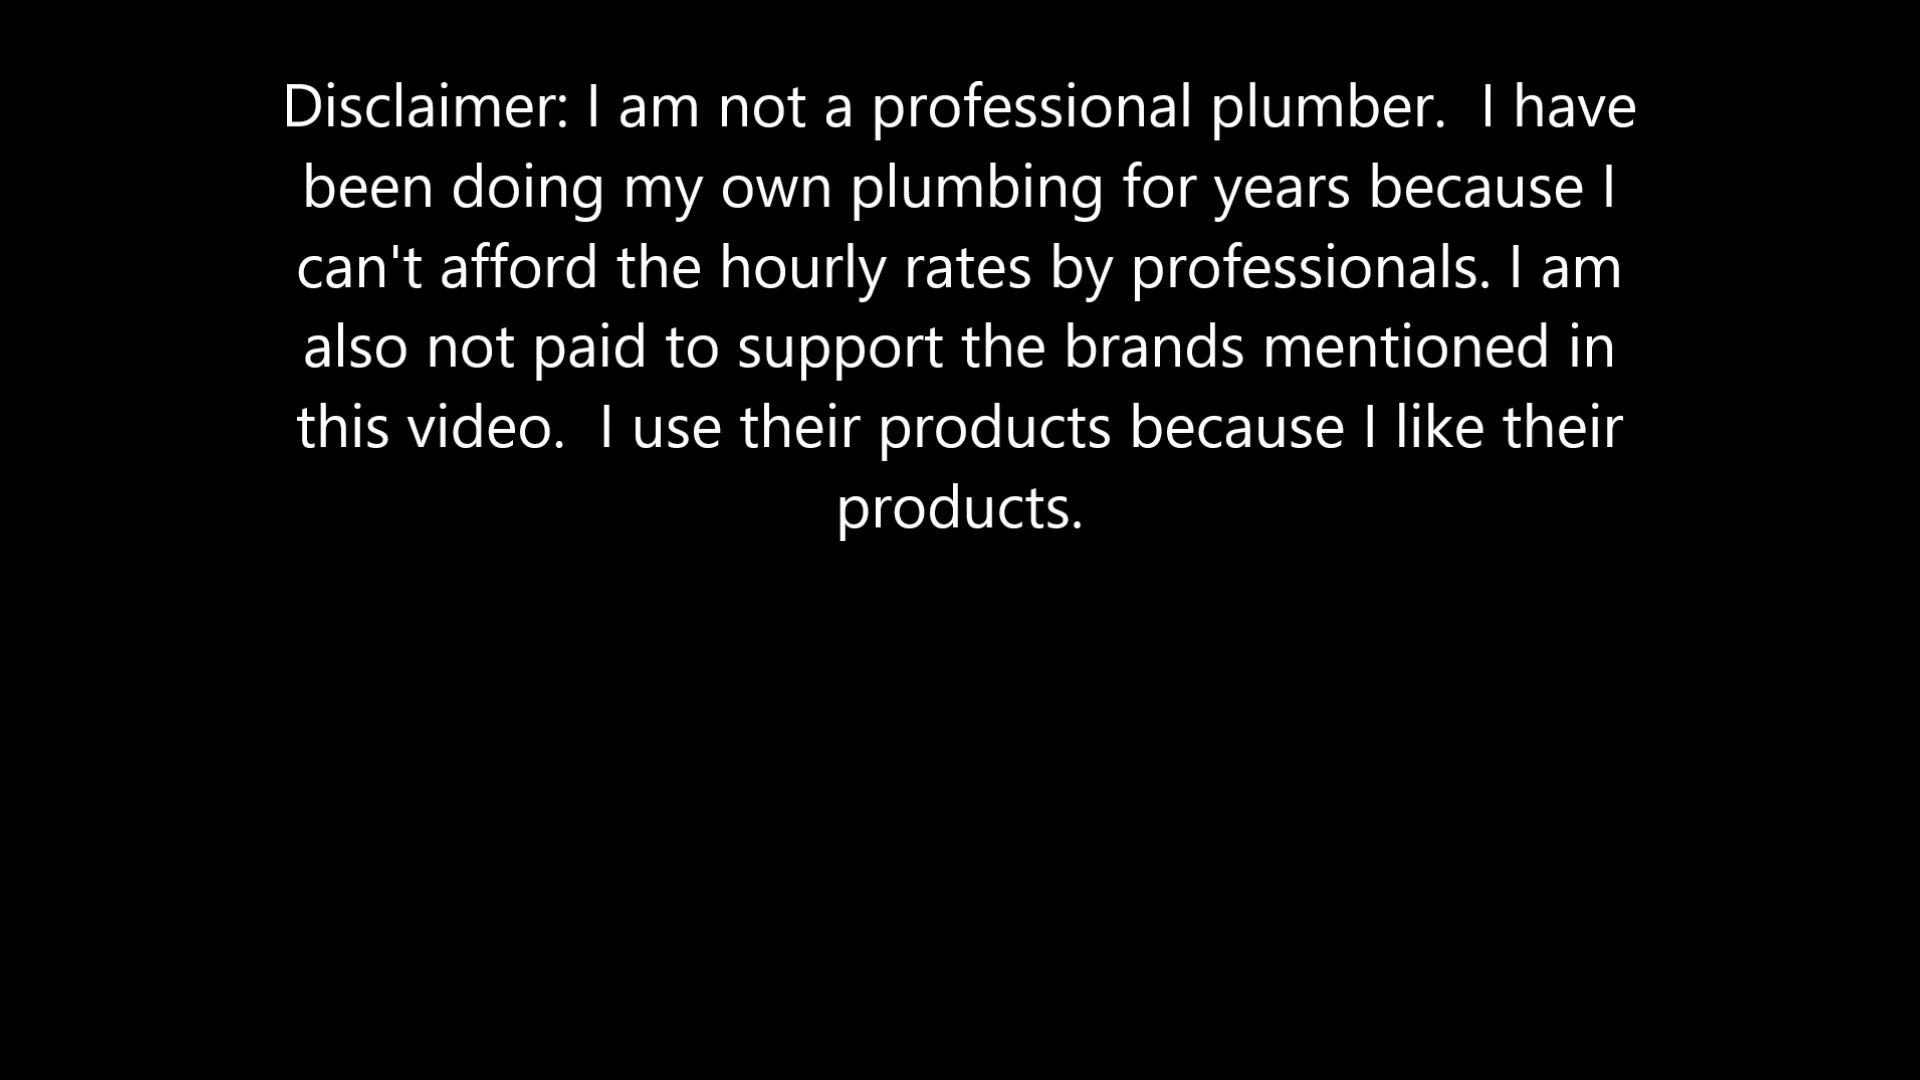 Disclaimer: I am not a professional plumber.  I have
been doing my own plumbing for years because I
can't afford the hourly rates by professionals. I am
also not paid to support the brands mentioned in
this video.  I use their products because I like their
products.